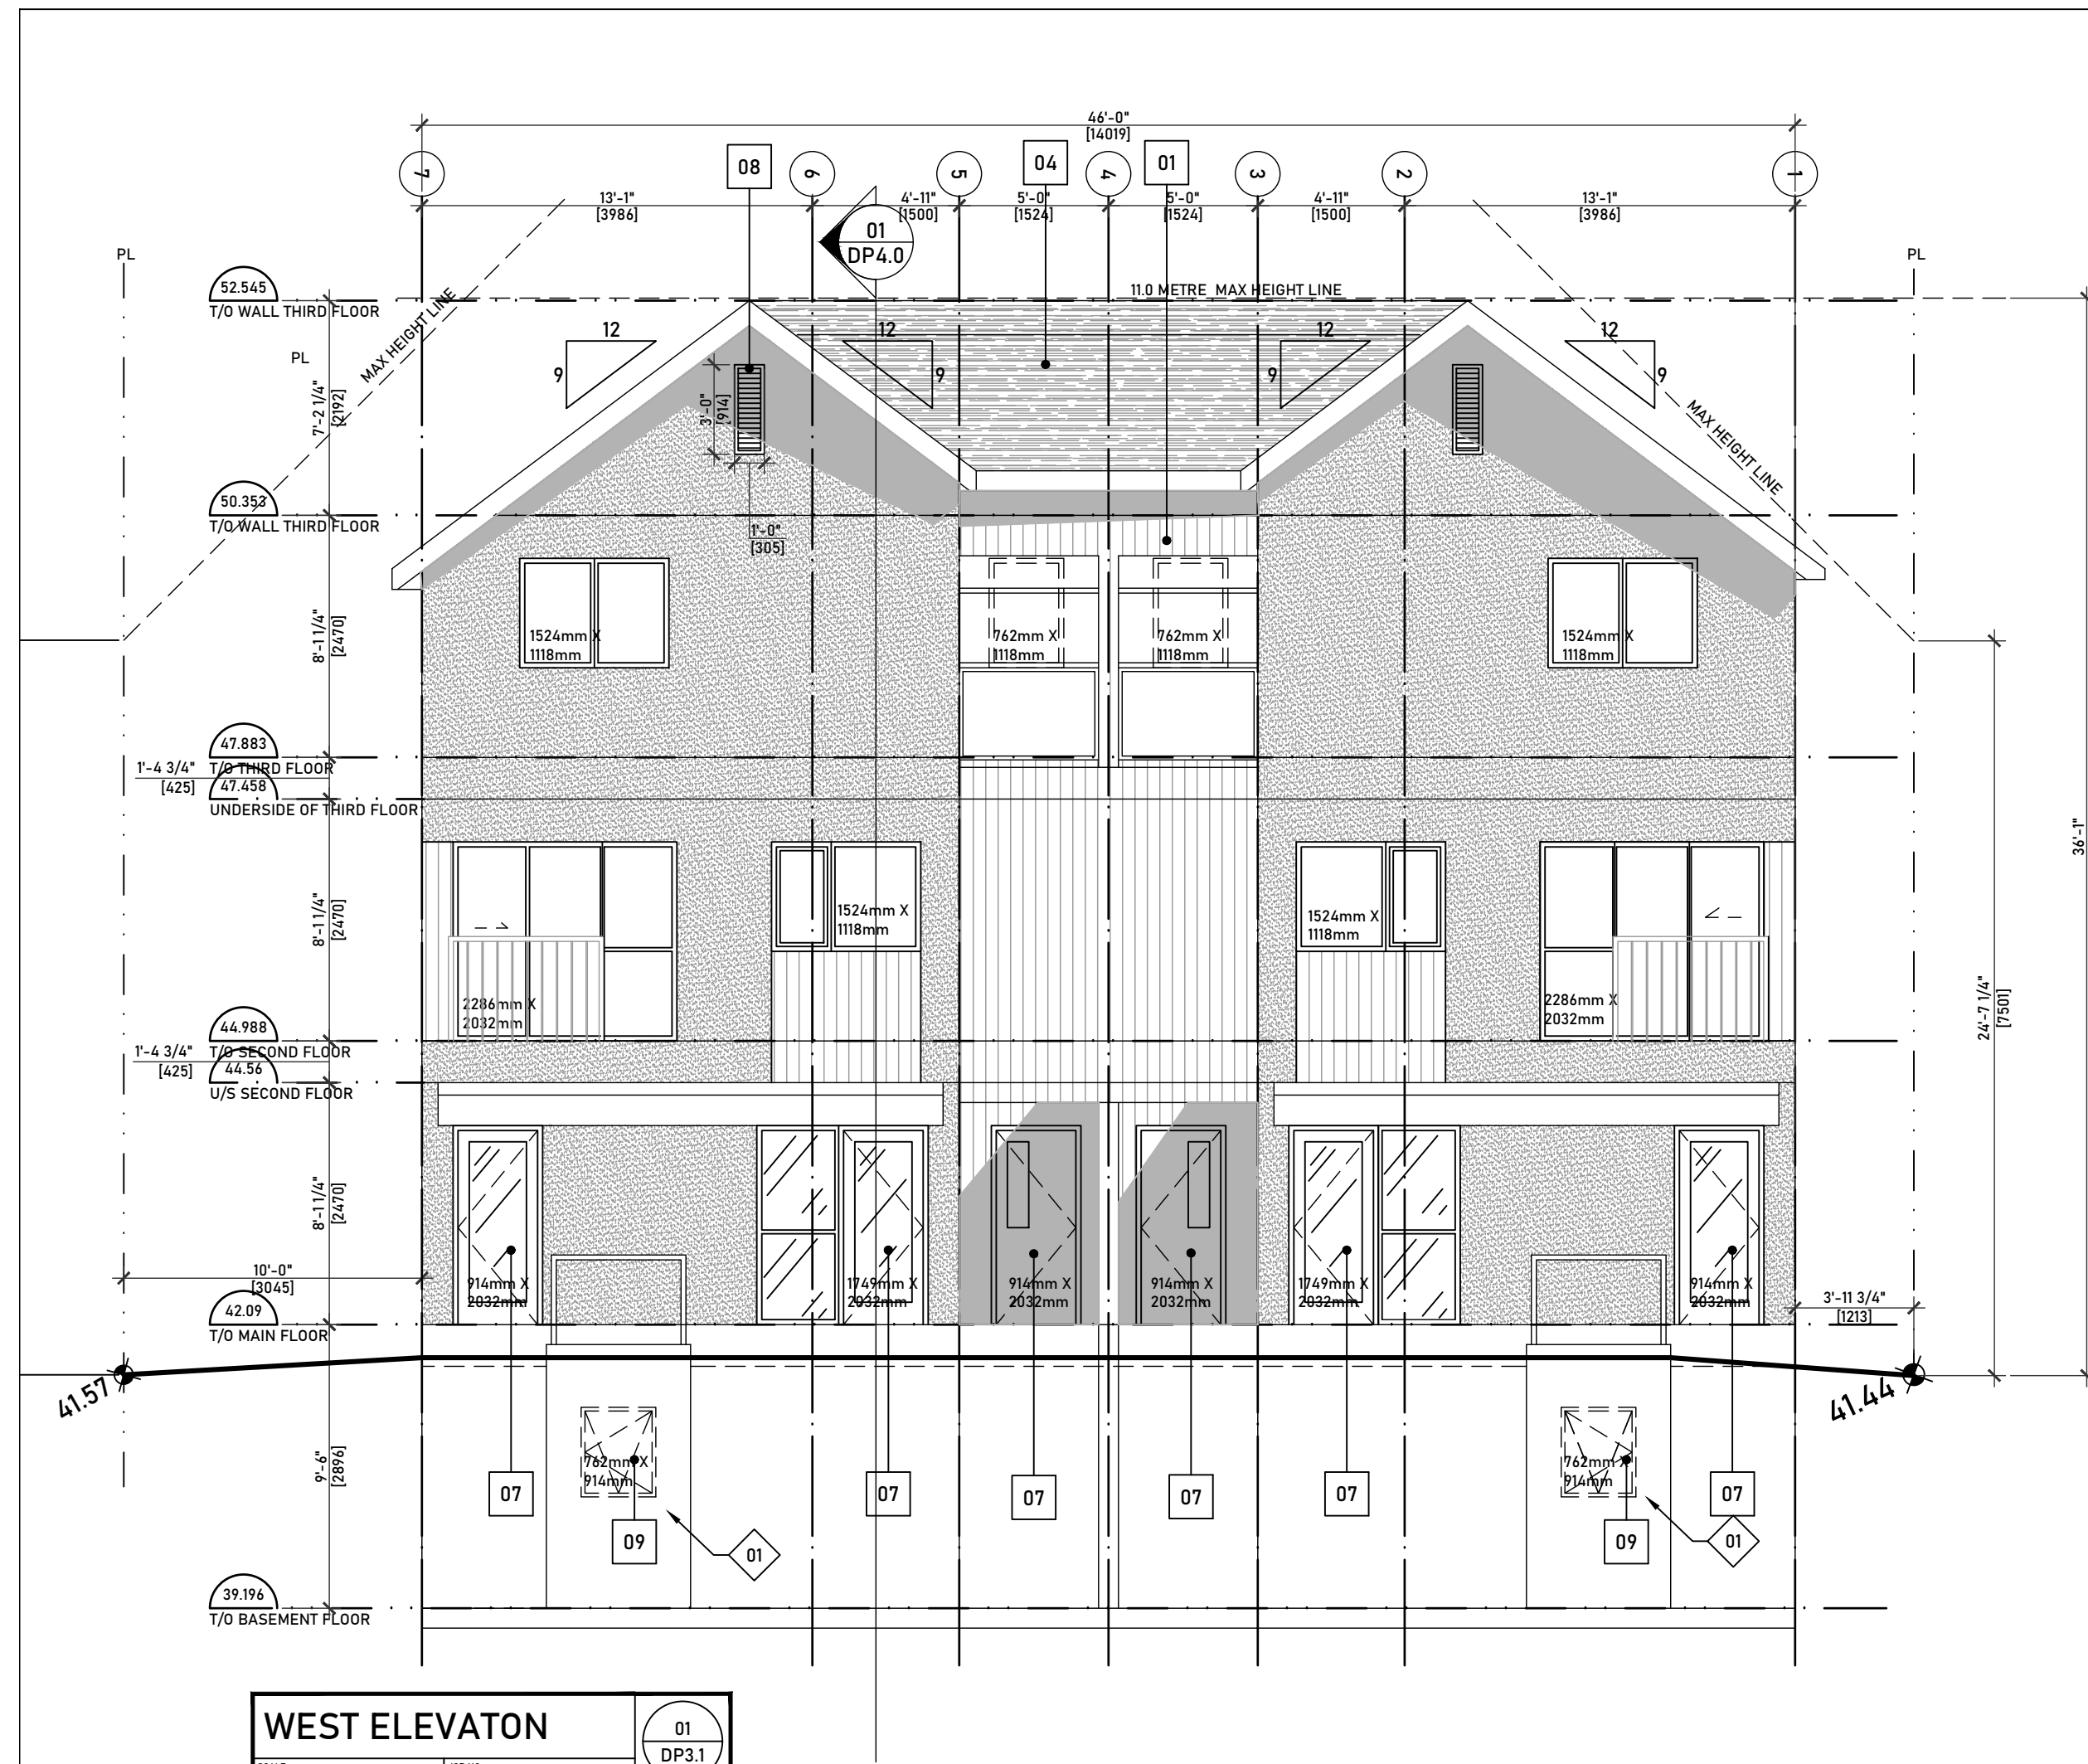 46'-0"
[14019]
7
08
6
5
04
4
01
3
2
1
13'-1"
[3986]
4'-11"
[1500]
5'-0"
[1524]
5'-0"
[1524]
4'-11"
[1500]
13'-1"
[3986]
01
DP4.0
PL
PL
52.545
T/O WALL THIRD FLOOR
11.0 METRE MAX HEIGHT LINE
MAX HEIGHT LINE
PL
12
9
12
9
12
9
12
9
MAX HEIGHT LINE
7'-2 1/4"
[2192]
3'-0"
[914]
1'-0"
[305]
50.353
T/O WALL THIRD FLOOR
8'-1 1/4"
[2470]
1524mm X
1118mm
762mm X
1118mm
762mm X
1118mm
1524mm X
1118mm
47.883
T/O THIRD FLOOR
1'-4 3/4"
[425]
47.458
UNDERSIDE OF THIRD FLOOR
36'-1"
8'-1 1/4"
[2470]
2286mm X
2032mm
1524mm X
1118mm
1524mm X
1118mm
2286mm X
2032mm
24'-7 1/4"
[7501]
44.988
T/O SECOND FLOOR
1'-4 3/4"
[425]
44.56
U/S SECOND FLOOR
8'-1 1/4"
[2470]
10'-0"
[3045]
914mm X
2032mm
1749mm X
2032mm
914mm X
2032mm
914mm X
2032mm
1749mm X
2032mm
914mm X
2032mm
3'-11 3/4"
[1213]
42.09
T/O MAIN FLOOR
41.57
41.44
9'-6"
[2896]
762mm X
914mm
762mm X
914mm
07
07
07
07
07
07
09
01
09
01
39.196
T/O BASEMENT FLOOR
WEST ELEVATON
01
DP3.1